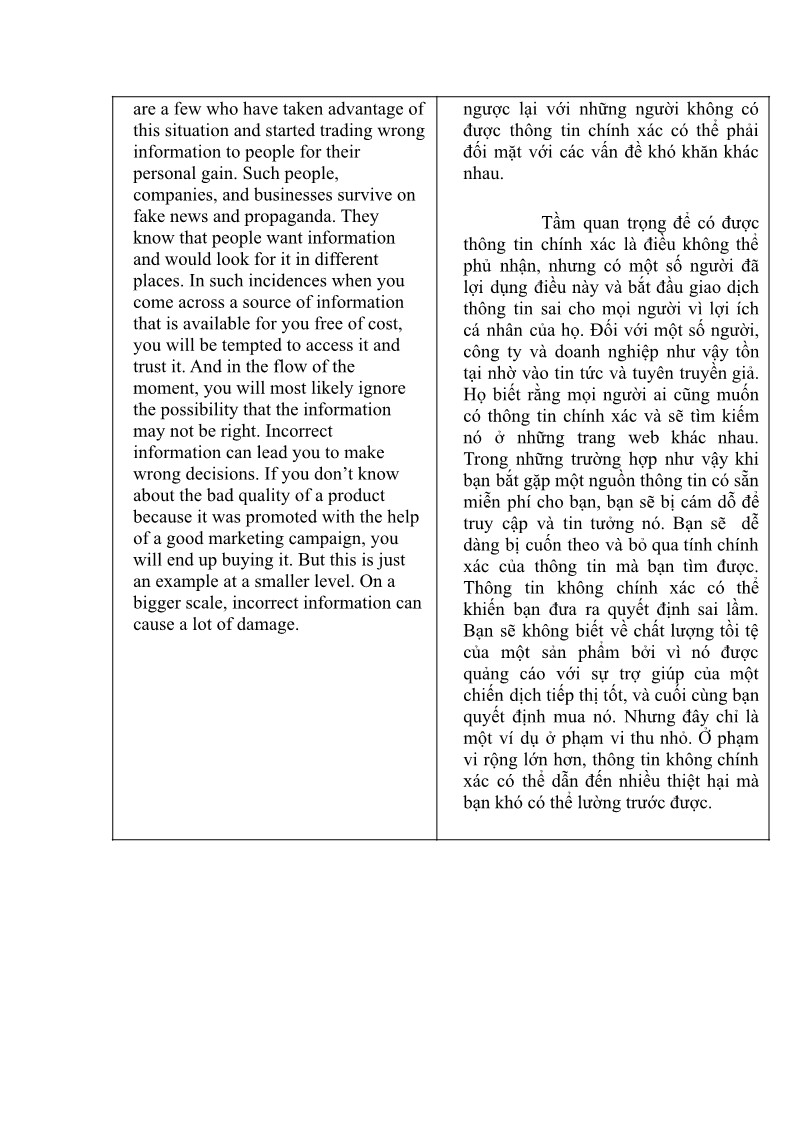 are a few who have taken advantage of
this situation and started trading wrong
information to people for their
personal gain. Such people,
companies, and businesses survive on
fake news and propaganda. They
know that people want information
and would look for it in different
places. In such incidences when you
come across a source of information
that is available for you free of cost,
you will be tempted to access it and
trust it. And in the flow of the
moment, you will most likely ignore
the possibility that the information
may not be right. Incorrect
information can lead you to make
wrong decisions. If you don’t know
about the bad quality of a product
because it was promoted with the help
of a good marketing campaign, you
will end up buying it. But this is just
an example at a smaller level. On a
bigger scale, incorrect information can
cause a lot of damage.
ngược lại với những người không có
được thông tin chính xác có thể phải
đối mặt với các vấn đề khó khăn khác
nhau.
Tầm quan trọng để có được
thông tin chính xác là điều không thể
phủ nhận, nhưng có một số người đã
lợi dụng điều này và bắt đầu giao dịch
thông tin sai cho mọi người vì lợi ích
cá nhân của họ. Đối với một số người,
công ty và doanh nghiệp như vậy tồn
tại nhờ vào tin tức và tuyên truyền giả.
Họ biết rằng mọi người ai cũng muốn
có thông tin chính xác và sẽ tìm kiếm
nó ở những trang web khác nhau.
Trong những trường hợp như vậy khi
bạn bắt gặp một nguồn thông tin có sẵn
miễn phí cho bạn, bạn sẽ bị cám dỗ để
truy cập và tin tưởng nó. Bạn sẽ dễ
dàng bị cuốn theo và bỏ qua tính chính
xác của thông tin mà bạn tìm được.
Thông tin không chính xác có thể
khiến bạn đưa ra quyết định sai lầm.
Bạn sẽ không biết về chất lượng tồi tệ
của một sản phẩm bởi vì nó được
quảng cáo với sự trợ giúp của một
chiến dịch tiếp thị tốt, và cuối cùng bạn
quyết định mua nó. Nhưng đây chỉ là
một ví dụ ở phạm vi thu nhỏ. Ở phạm
vi rộng lớn hơn, thông tin không chính
xác có thể dẫn đến nhiều thiệt hại mà
bạn khó có thể lường trước được.